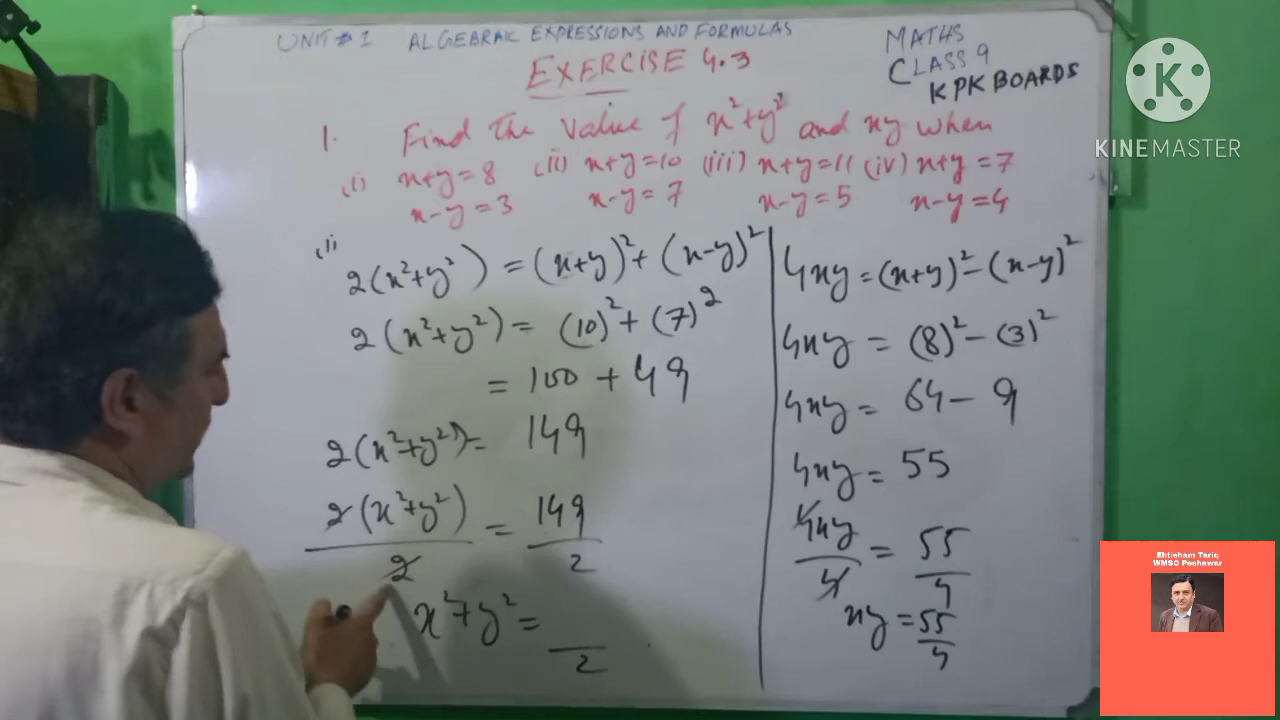 UNIT # 1 ALGEBRAIC EXPRESSIONS AND FORMULAS
EXERCISE 4.3
MATHS
CLASS 9
KPK BOARDS
K
KINEMASTER
1. Find the value of x²+y² and xy when
(i) x+y=8 (ii) x+y=10 (iii) x+y=11 (iv) x+y=7
x-y=3 x-y=7 x-y=5 x-y=4
(ii)
2(x²+y²) = (x+y)²+(x-y)²
2(x²+y²) = (10)²+(7)²
= 100 + 49
2(x²+y²) = 149
2(x²+y²)/2 = 149/2
x²+y² = /2
4xy = (x+y)²-(x-y)²
4xy = (8)²-(3)²
4xy = 64-9
4xy = 55
4xy/4 = 55/4
xy = 55/4
Ehtisham Tariq
WMSO Peshawar